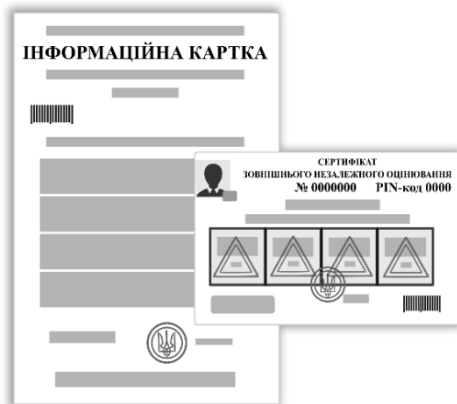 ІНФОРМАЦІЙНА КАРТКА
СЕРТИФІКАТ
ЗОВНІШНЬОГО НЕЗАЛЕЖНОГО ОЦІНЮВАННЯ
№ 0000000 PIN-код 0000